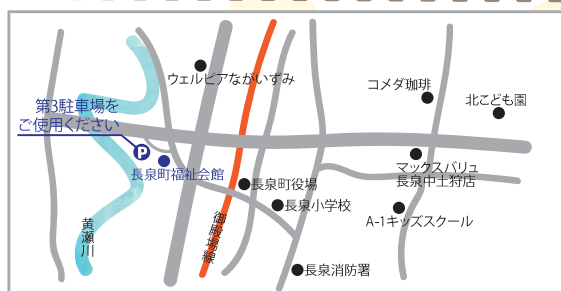 ウェルピアながいずみ
コメダ珈琲
北こども園
第3駐車場を
ご使用ください
P
長泉町福祉会館
マックスバリュ
長泉中土狩店
長泉町役場
長泉小学校
A-1キッズスクール
黄瀬川
御殿場線
長泉消防署